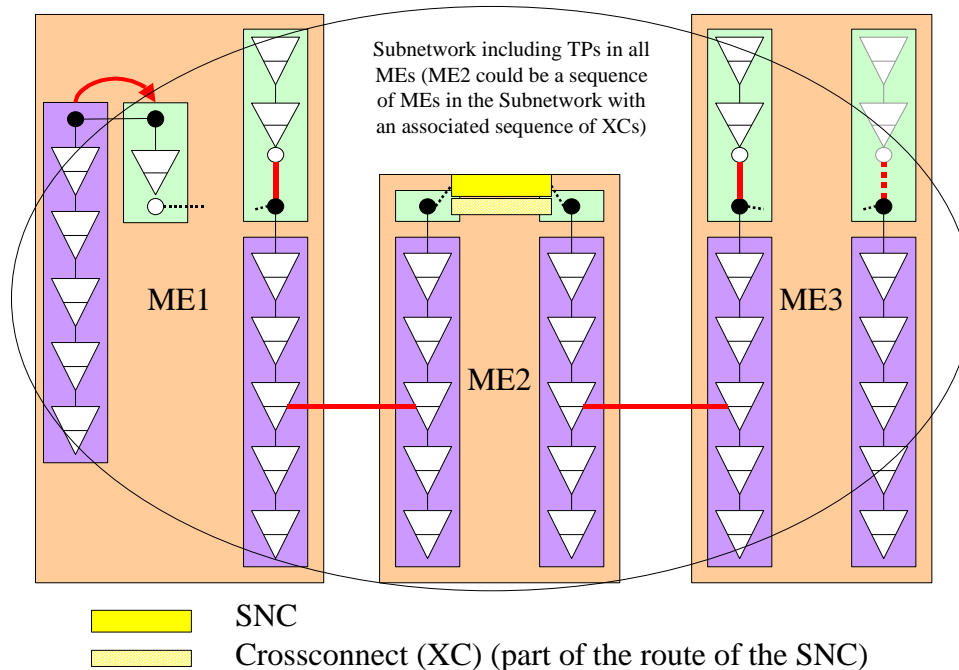 Subnetwork including TPs in all
MEs (ME2 could be a sequence
of MEs in the Subnetwork with
an associated sequence of XCs)
ME1
ME2
ME3
SNC
Crossconnect (XC) (part of the route of the SNC)